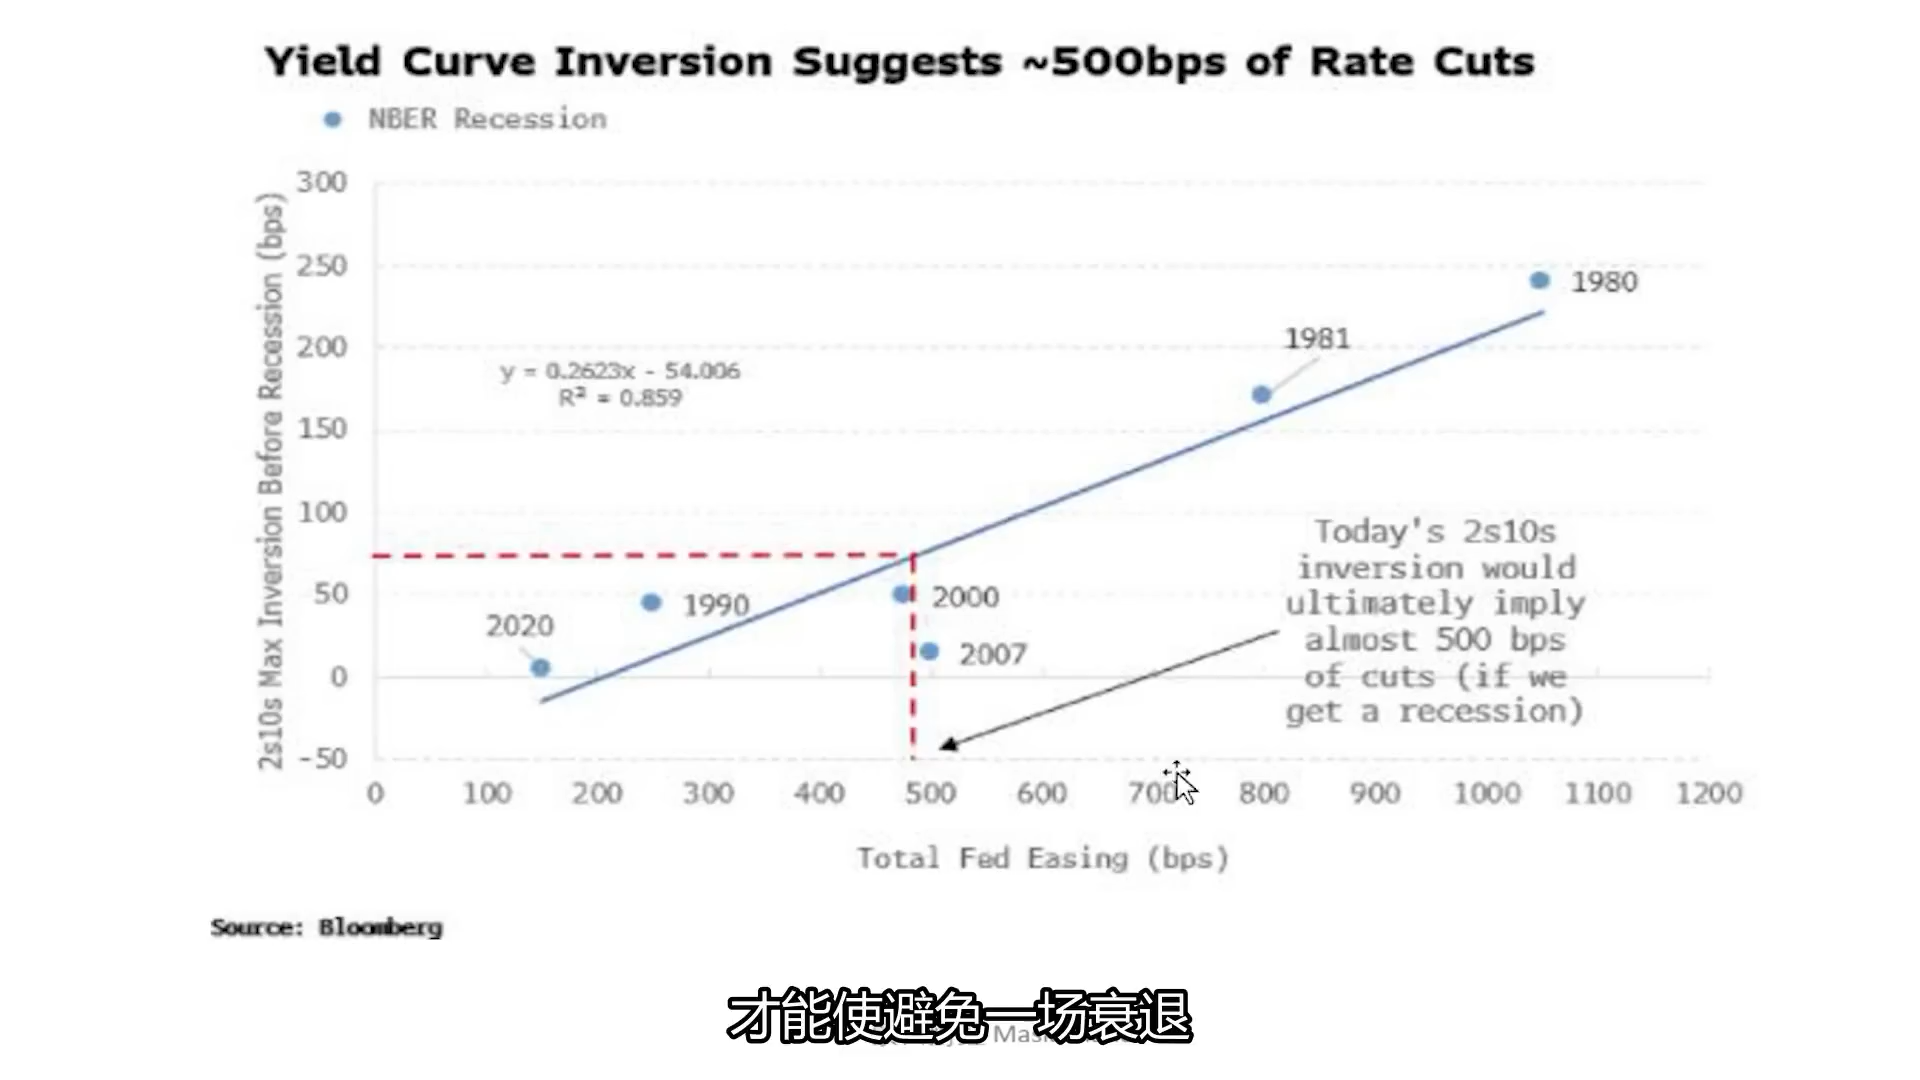 Yield Curve Inversion Suggests ~500bps of Rate Cuts
NBER Recession
2s10s Max Inversion Before Recession (bps)
300
250
200
150
100
50
0
-50
y = 0.2623x - 54.006
R² = 0.859
1980
1981
2020
1990
2000
2007
Today's 2s10s
inversion would
ultimately imply
almost 500 bps
of cuts (if we
get a recession)
0 100 200 300 400 500 600 700 800 900 1000 1100 1200
Total Fed Easing (bps)
Source: Bloomberg
才能使避免一场衰退